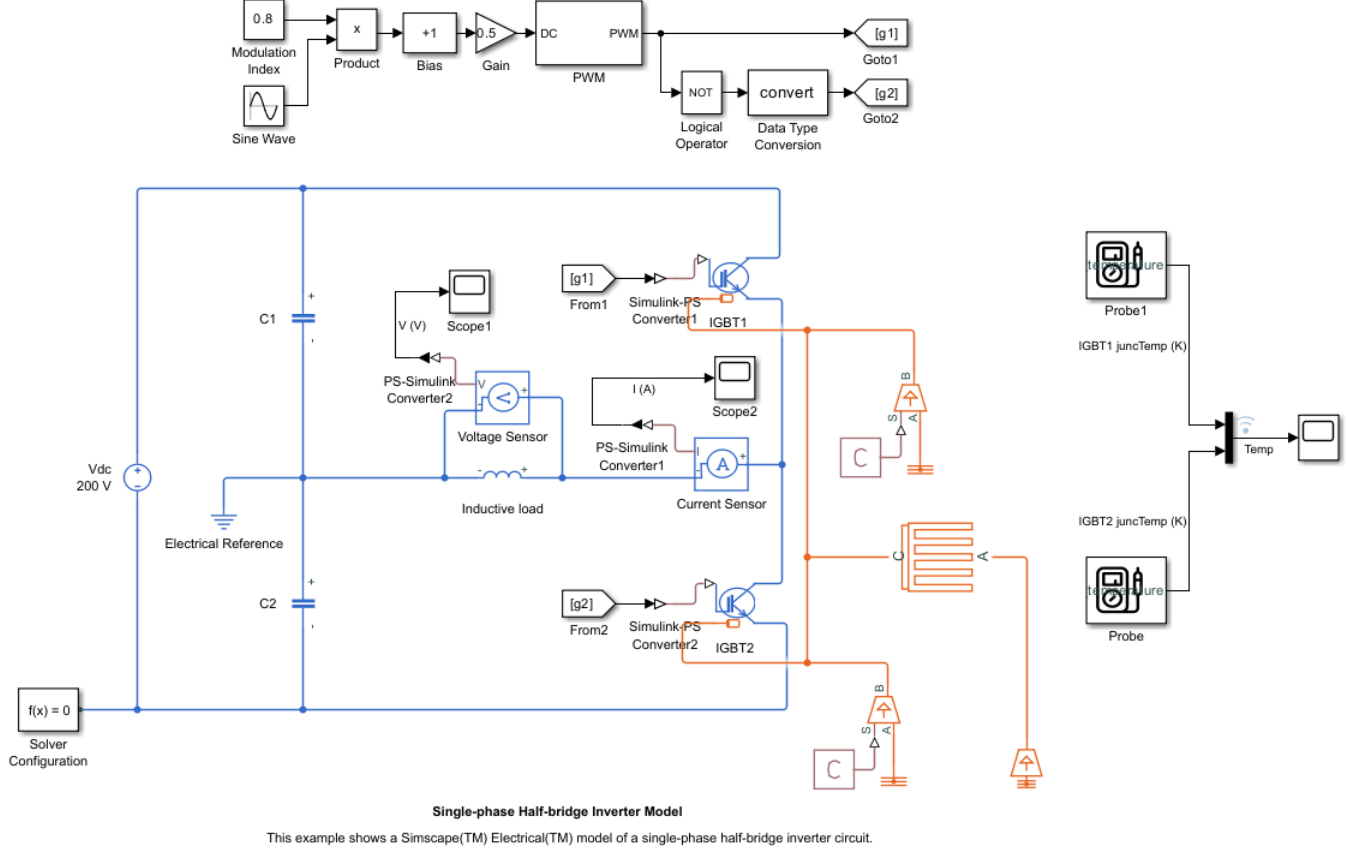 0.8
Modulation
Index
x
Product
+1
Bias
0.5
Gain
DC
PWM
PWM
[g1]
Goto1
NOT
Logical
Operator
convert
Data Type
Conversion
[g2]
Goto2
Sine Wave
+
C1
-
V (V)
Scope1
PS-Simulink
Converter2
V
+
-
Voltage Sensor
[g1]
From1
Simulink-PS
Converter1
IGBT1
I (A)
Scope2
PS-Simulink
Converter1
I
+
-
A
Current Sensor
B
S
A
C
Vdc
200 V
+
-
Electrical Reference
-
+
Inductive load
+
C2
-
[g2]
From2
Simulink-PS
Converter2
IGBT2
C
A
B
S
A
C
temperature
Probe1
IGBT1 juncTemp (K)
Temp
IGBT2 juncTemp (K)
temperature
Probe
f(x) = 0
Solver
Configuration
Single-phase Half-bridge Inverter Model
This example shows a Simscape(TM) Electrical(TM) model of a single-phase half-bridge inverter circuit.